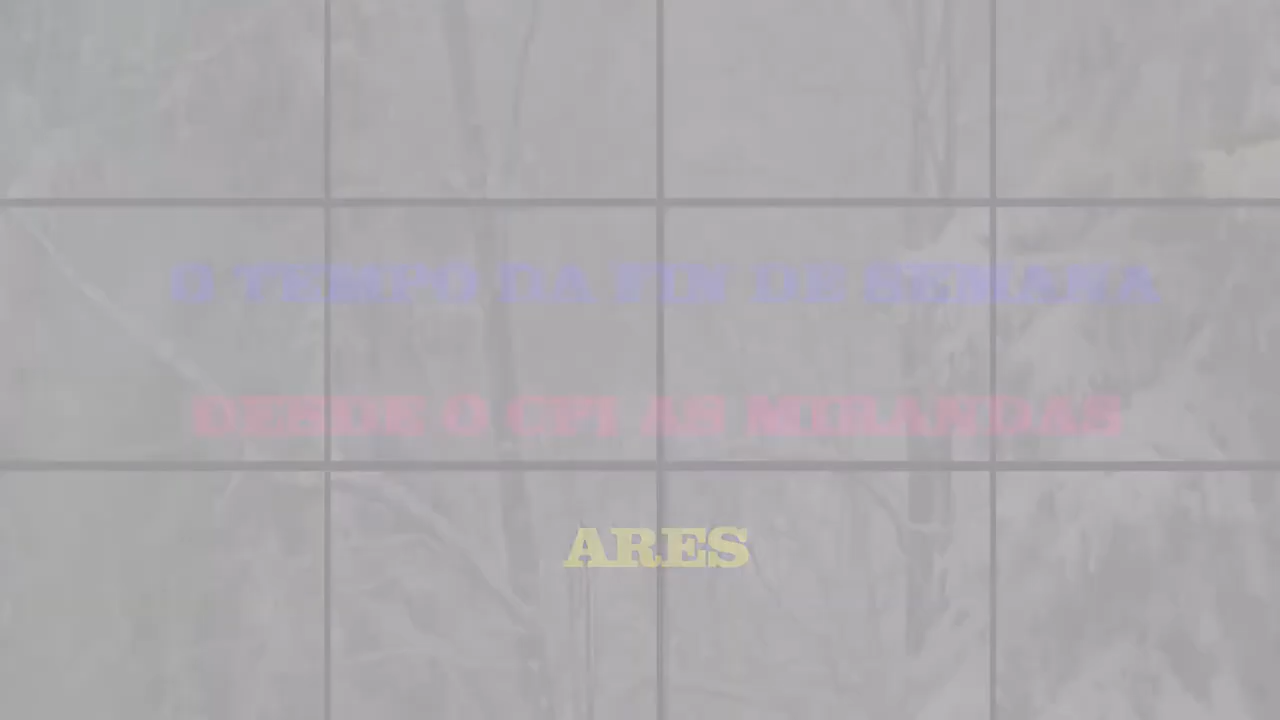 O TEMPO DA FIN DE SEMANA
DESDE O CPI AS MIRANDAS
ARES